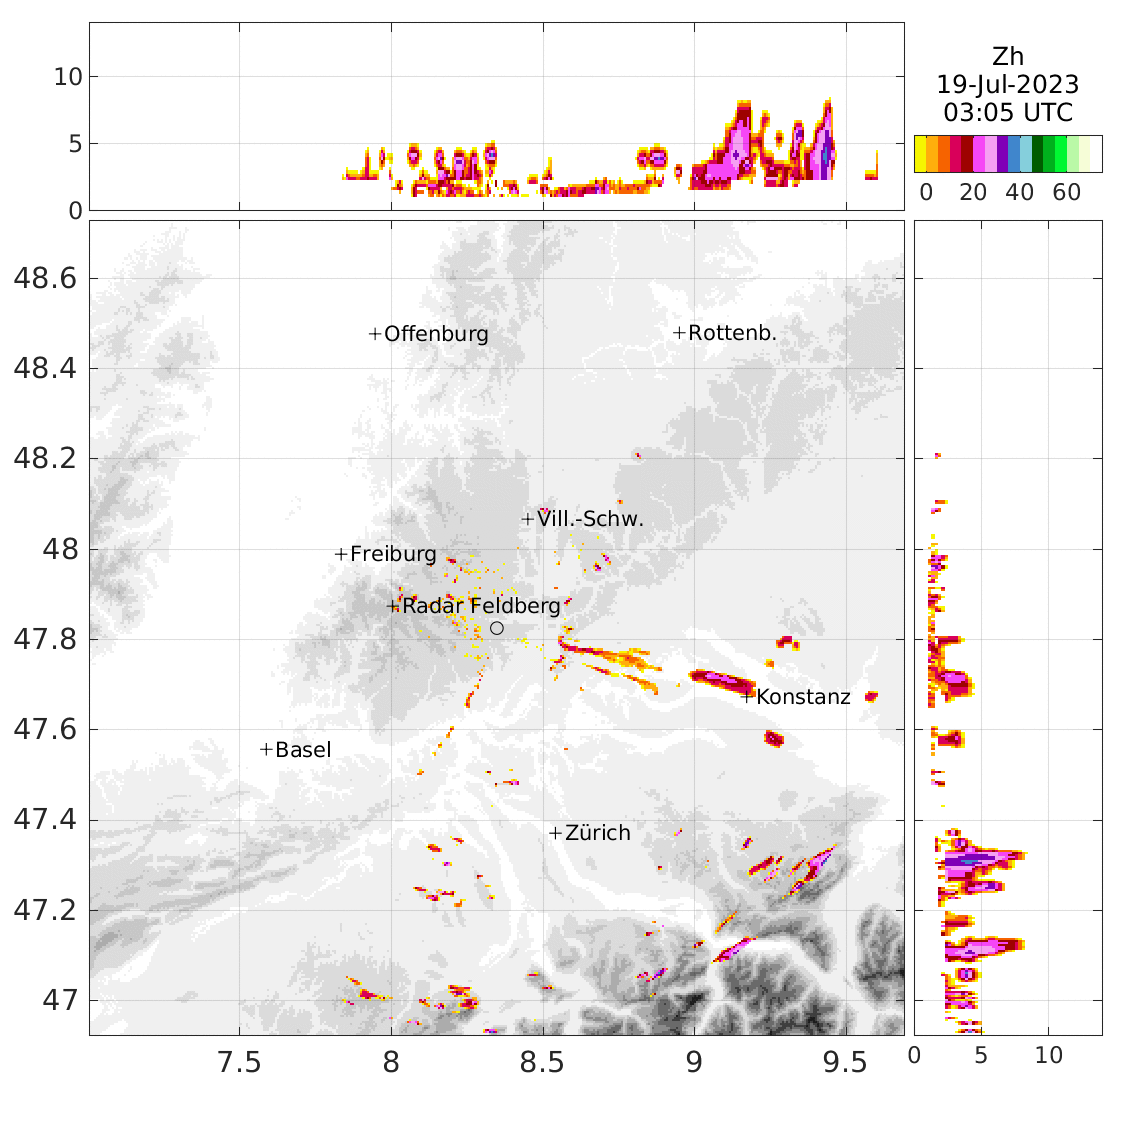 10
5
0
Zh
19-Jul-2023
03:05 UTC
0 20 40 60
48.6
48.4
48.2
48
47.8
47.6
47.4
47.2
47
Offenburg
Rottenb.
Vill.-Schw.
Freiburg
Radar Feldberg
Konstanz
Basel
Zürich
7.5 8 8.5 9 9.5
0 5 10